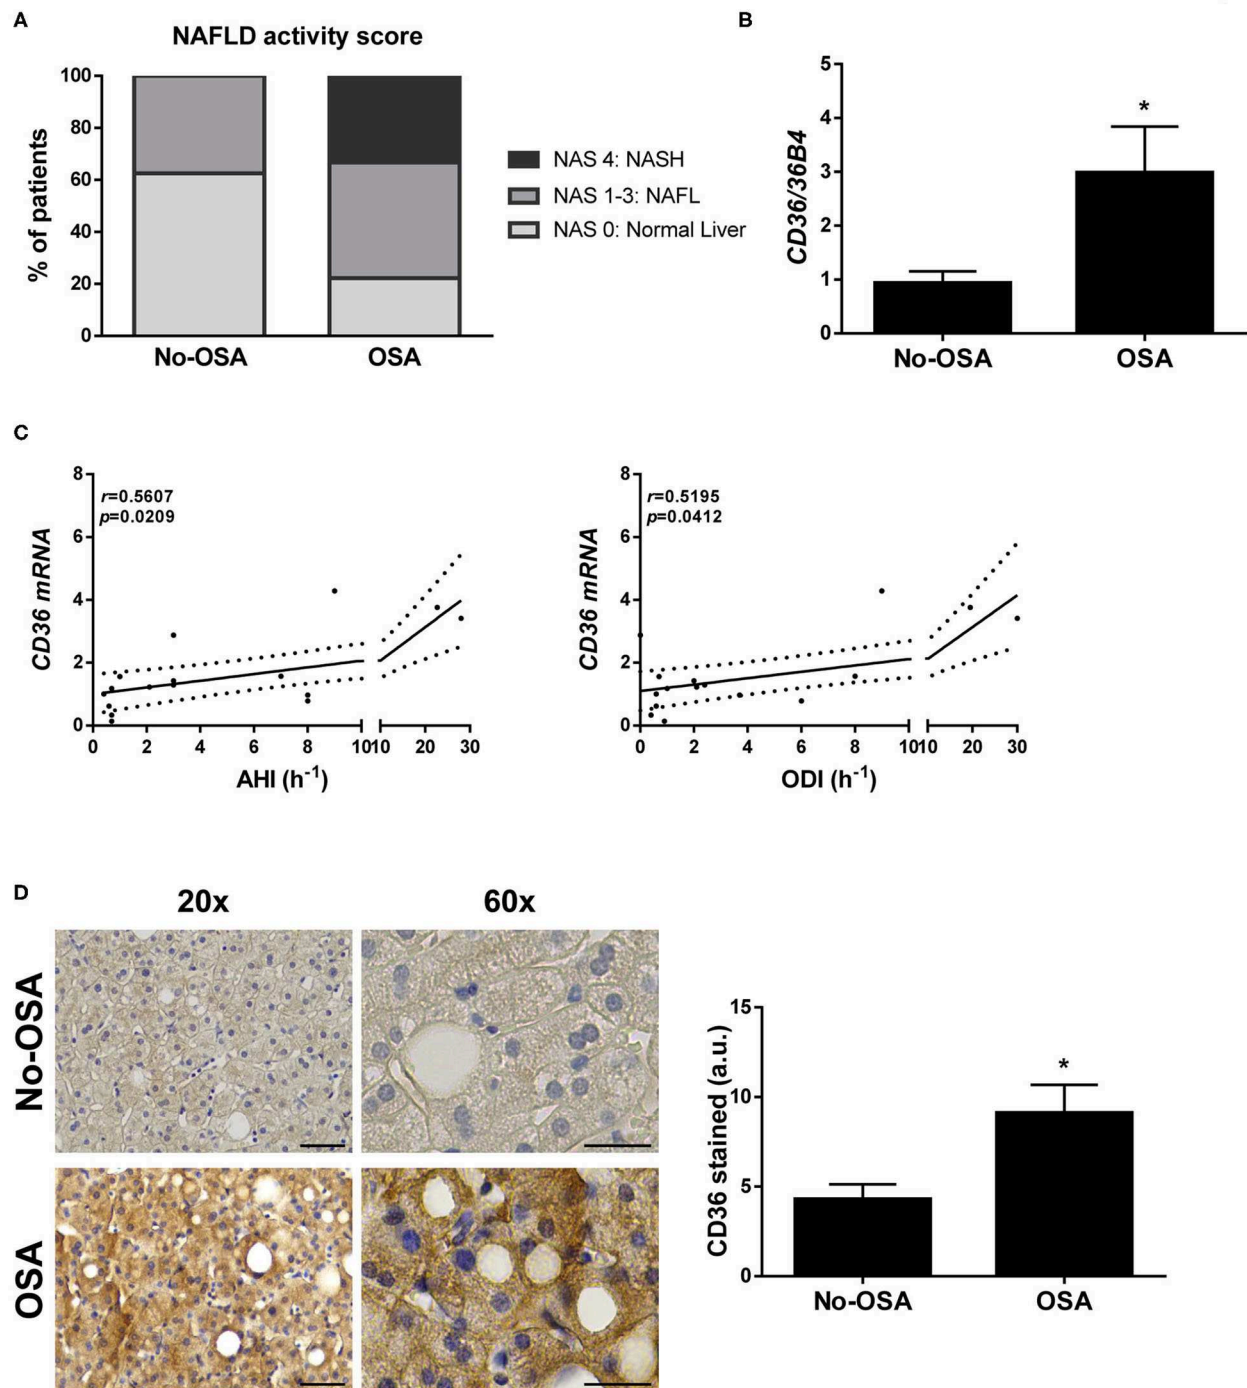 A
NAFLD activity score
% of patients
100
80
60
40
20
0
No-OSA OSA
NAS 4: NASH
NAS 1-3: NAFL
NAS 0: Normal Liver
B
CD36/36B4
5
4
3
2
1
0
*
No-OSA OSA
C
CD36 mRNA
8
6
4
2
0
r=0.5607
p=0.0209
0 2 4 6 8 10 10 20 30
AHI (h-1)
CD36 mRNA
8
6
4
2
0
r=0.5195
p=0.0412
0 2 4 6 8 10 10 20 30
ODI (h-1)
D
20x 60x
No-OSA
OSA
CD36 stained (a.u.)
15
10
5
0
*
No-OSA OSA